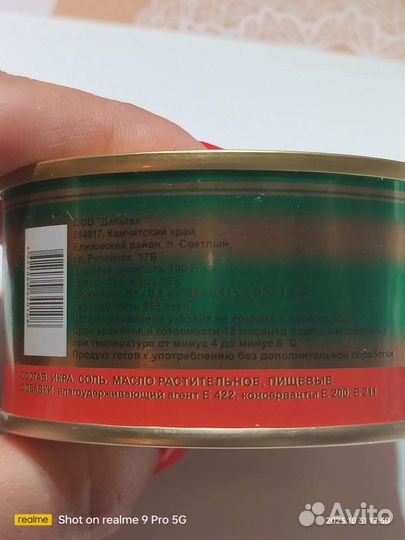 ООО "Дельта"
684017, Камчатский край
Елизовский район, п. Светлый,
ул. Ручейная, 17Б
Пищевая ценность 100 г.
Калорийность
Дата изготовления указана на крышке в первом ряду
Срок хранения и готовности 12 месяцев с даты изготовления
при температуре от минус 4 до минус 6°С
Продукт готов к употреблению без дополнительной обработки
СОСТАВ: ИКРА, СОЛЬ, МАСЛО РАСТИТЕЛЬНОЕ, ПИЩЕВЫЕ
ДОБАВКИ влагоудерживающий агент Е 422, консерванты Е 200, Е 211
realme
Shot on realme 9 Pro 5G
Avito